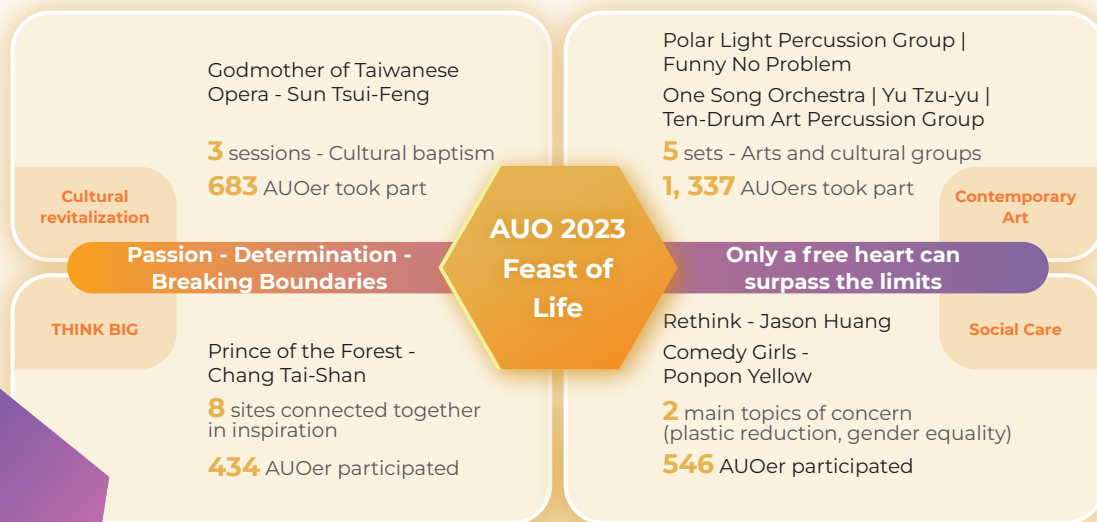 Godmother of Taiwanese
Opera - Sun Tsui-Feng
3 sessions - Cultural baptism
683 AUOer took part
Cultural
revitalization
Polar Light Percussion Group |
Funny No Problem
One Song Orchestra | Yu Tzu-yu |
Ten-Drum Art Percussion Group
5 sets - Arts and cultural groups
1, 337 AUOers took part
Contemporary
Art
Passion - Determination -
Breaking Boundaries
AUO 2023
Feast of
Life
Only a free heart can
surpass the limits
THINK BIG
Prince of the Forest -
Chang Tai-Shan
8 sites connected together
in inspiration
434 AUOer participated
Rethink - Jason Huang
Comedy Girls -
Ponpon Yellow
2 main topics of concern
(plastic reduction, gender equality)
546 AUOer participated
Social Care